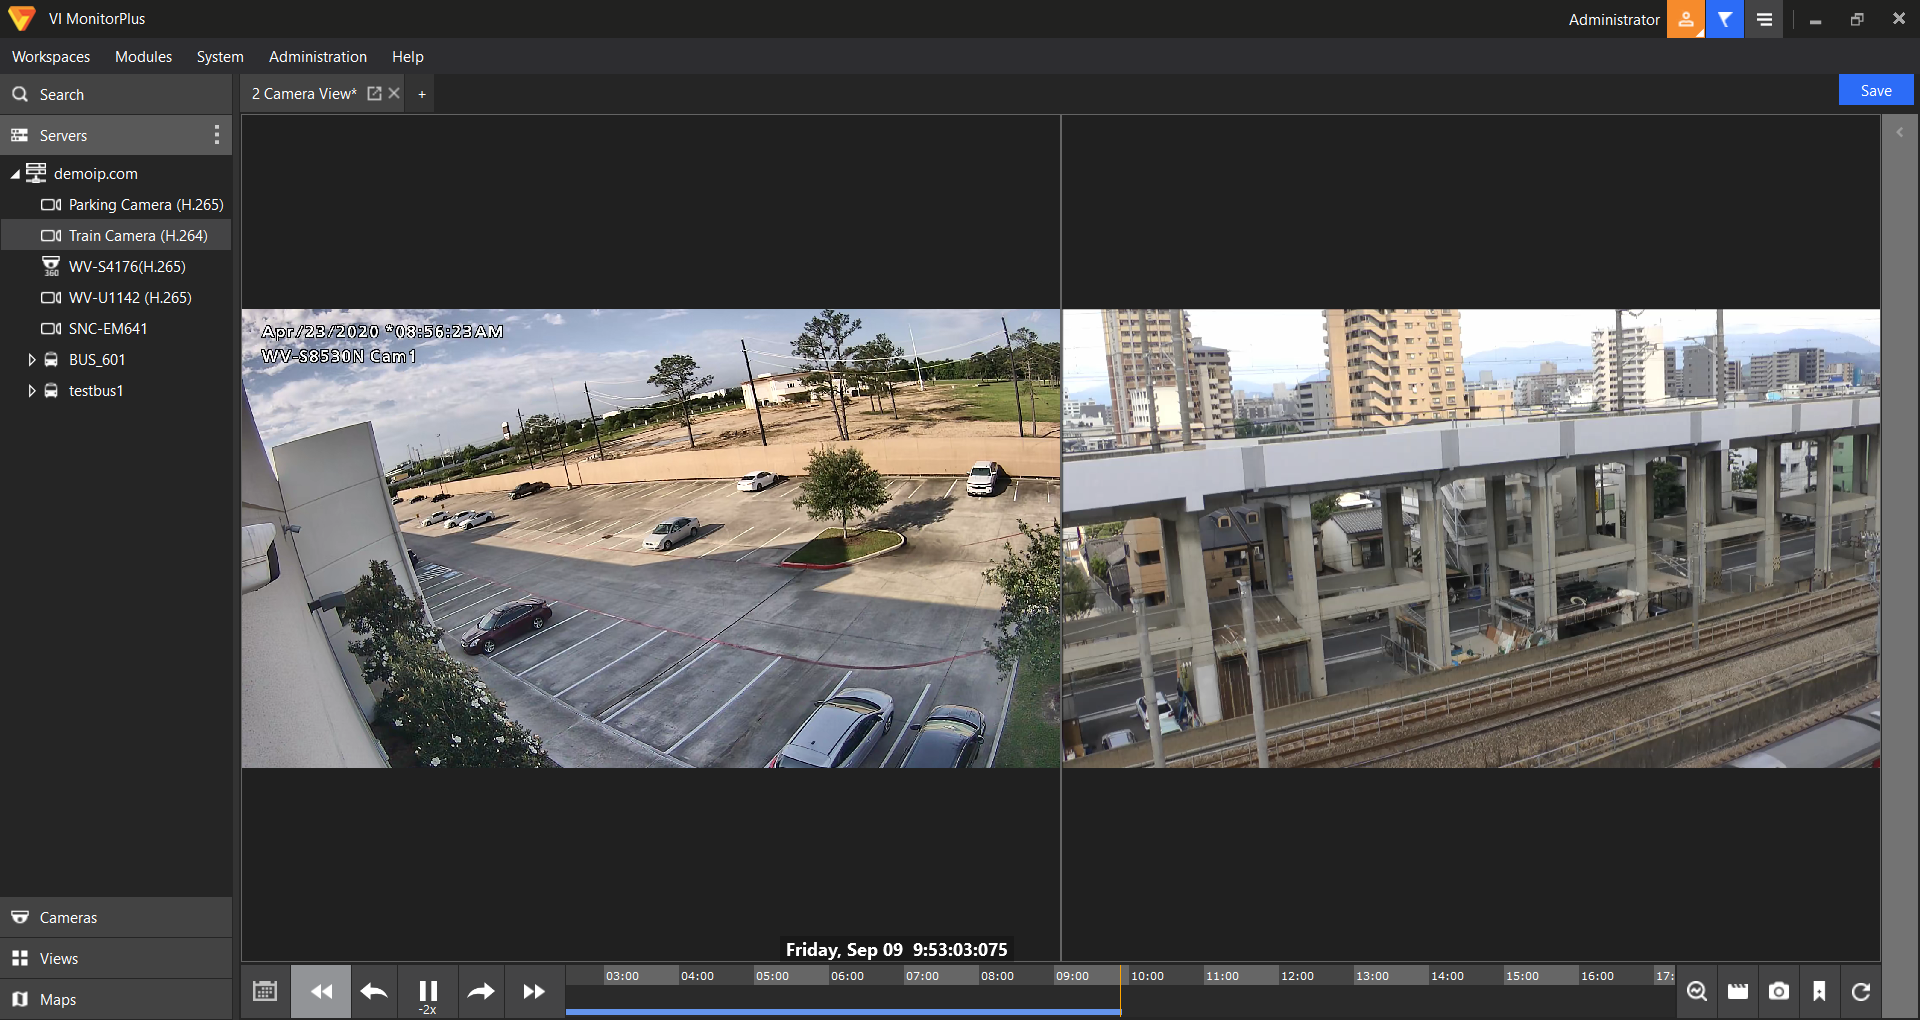 VI MonitorPlus
Administrator
Workspaces Modules System Administration Help
Search
2 Camera View* +
Save
Servers
demoip.com
Parking Camera (H.265)
Train Camera (H.264)
WV-S4176(H.265)
360
WV-U1142 (H.265)
SNC-EM641
BUS_601
testbus1
Apr/23/2020 *08:56:23AM
WV-S8530N Cam1
Cameras
Views
Maps
Friday, Sep 09 9:53:03:075
03:00 04:00 05:00 06:00 07:00 08:00 09:00 10:00 11:00 12:00 13:00 14:00 15:00 16:00 17:
-2x